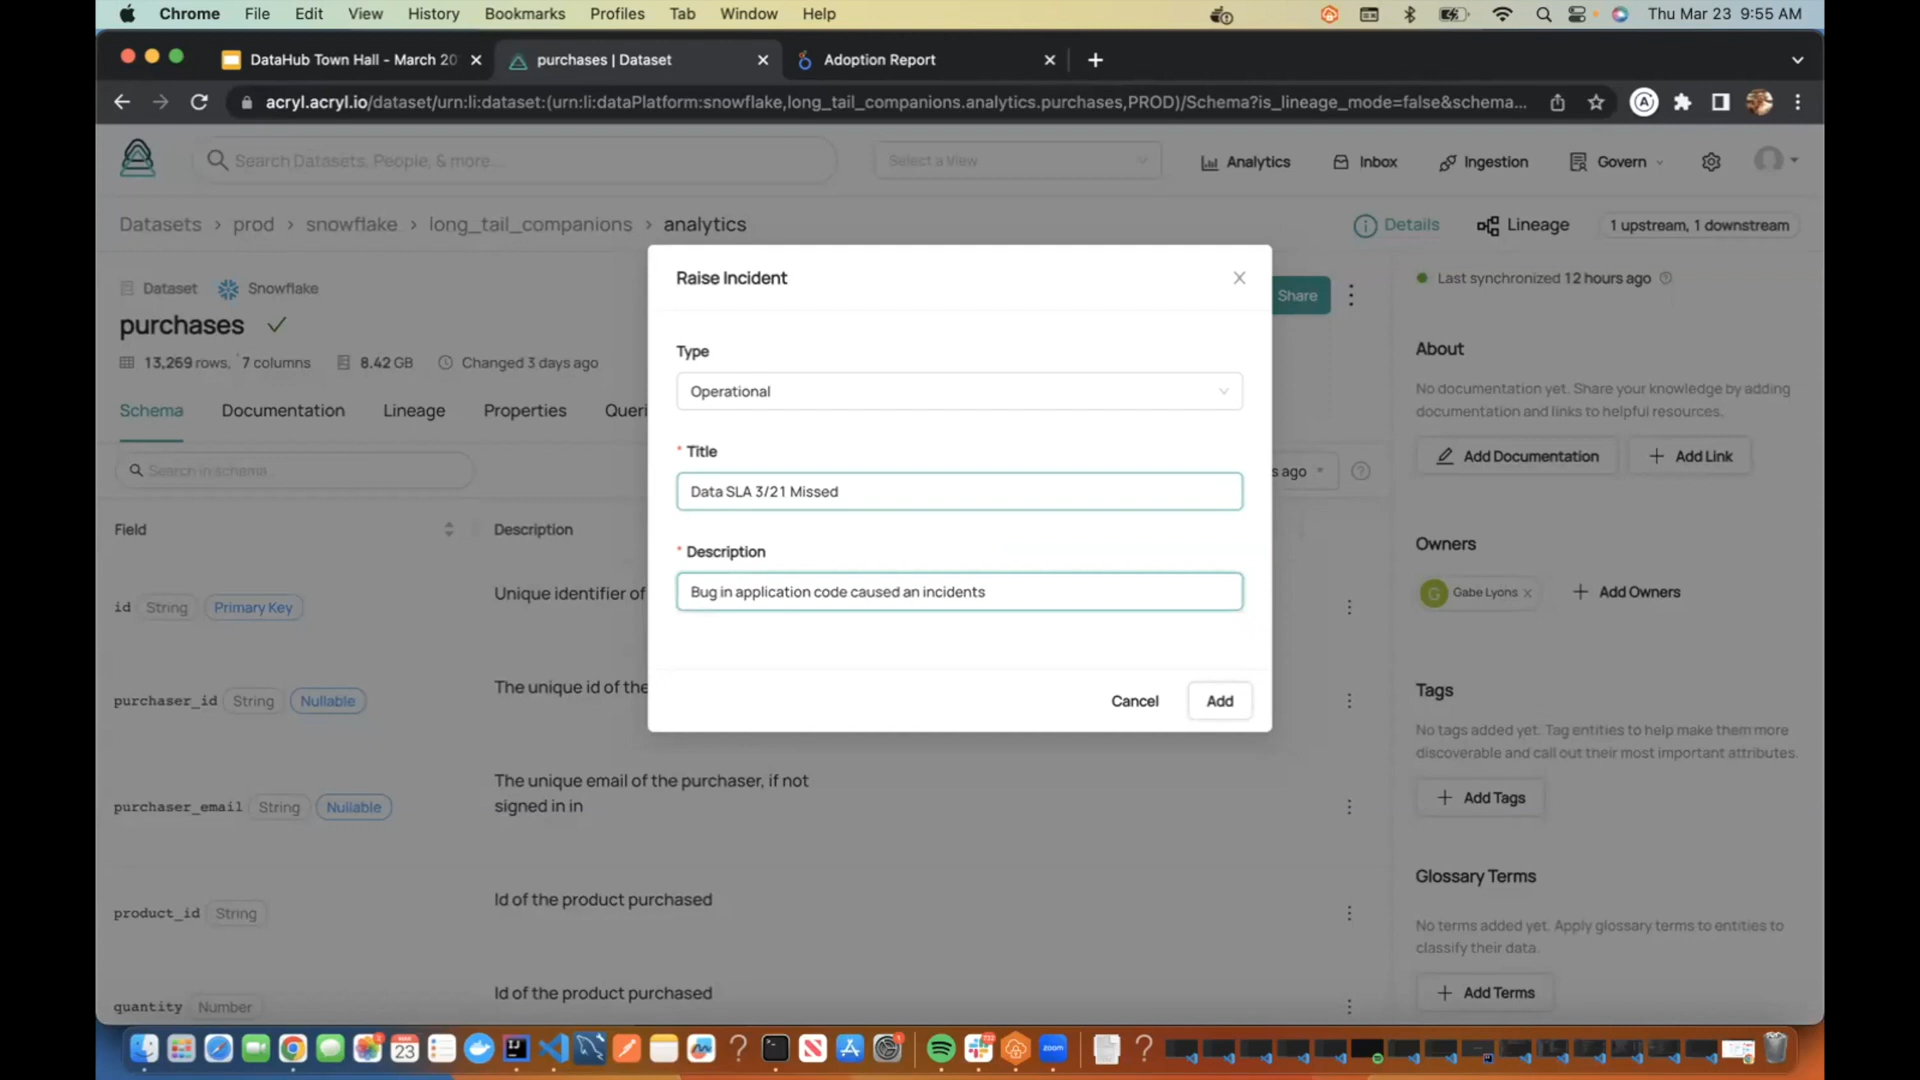 Chrome File Edit View History Bookmarks Profiles Tab Window Help Thu Mar 23 9:55 AM
DataHub Town Hall - March 20 purchases | Dataset Adoption Report
acryl.acryl.io/dataset/urn:li:dataset:(urn:li:dataPlatform:snowflake,long_tail_companions.analytics.purchases,PROD)/Schema?is_lineage_mode=false&schema...
Search Datasets, People, & more... Select a View Analytics Inbox Ingestion Govern
Datasets > prod > snowflake > long_tail_companions > analytics Details Lineage 1 upstream, 1 downstream
Raise Incident
Dataset Snowflake Share Last synchronized 12 hours ago
purchases
13,269 rows, 7 columns 8.42 GB Changed 3 days ago
Type
About
Operational
No documentation yet. Share your knowledge by adding
documentation and links to helpful resources.
Schema Documentation Lineage Properties Queri
* Title
Add Documentation Add Link
Search in schema... s ago
Data SLA 3/21 Missed
Field Description
* Description
Owners
Bug in application code caused an incidents
G Gabe Lyons Add Owners
id String Primary Key Unique identifier of
Cancel Add
purchaser_id String Nullable The unique id of the
Tags
No tags added yet. Tag entities to help make them more
discoverable and call out their most important attributes.
Add Tags
purchaser_email String Nullable The unique email of the purchaser, if not
signed in in
Glossary Terms
product_id String Id of the product purchased
No terms added yet. Apply glossary terms to entities to
classify their data.
Add Terms
quantity Number Id of the product purchased
23
zoom